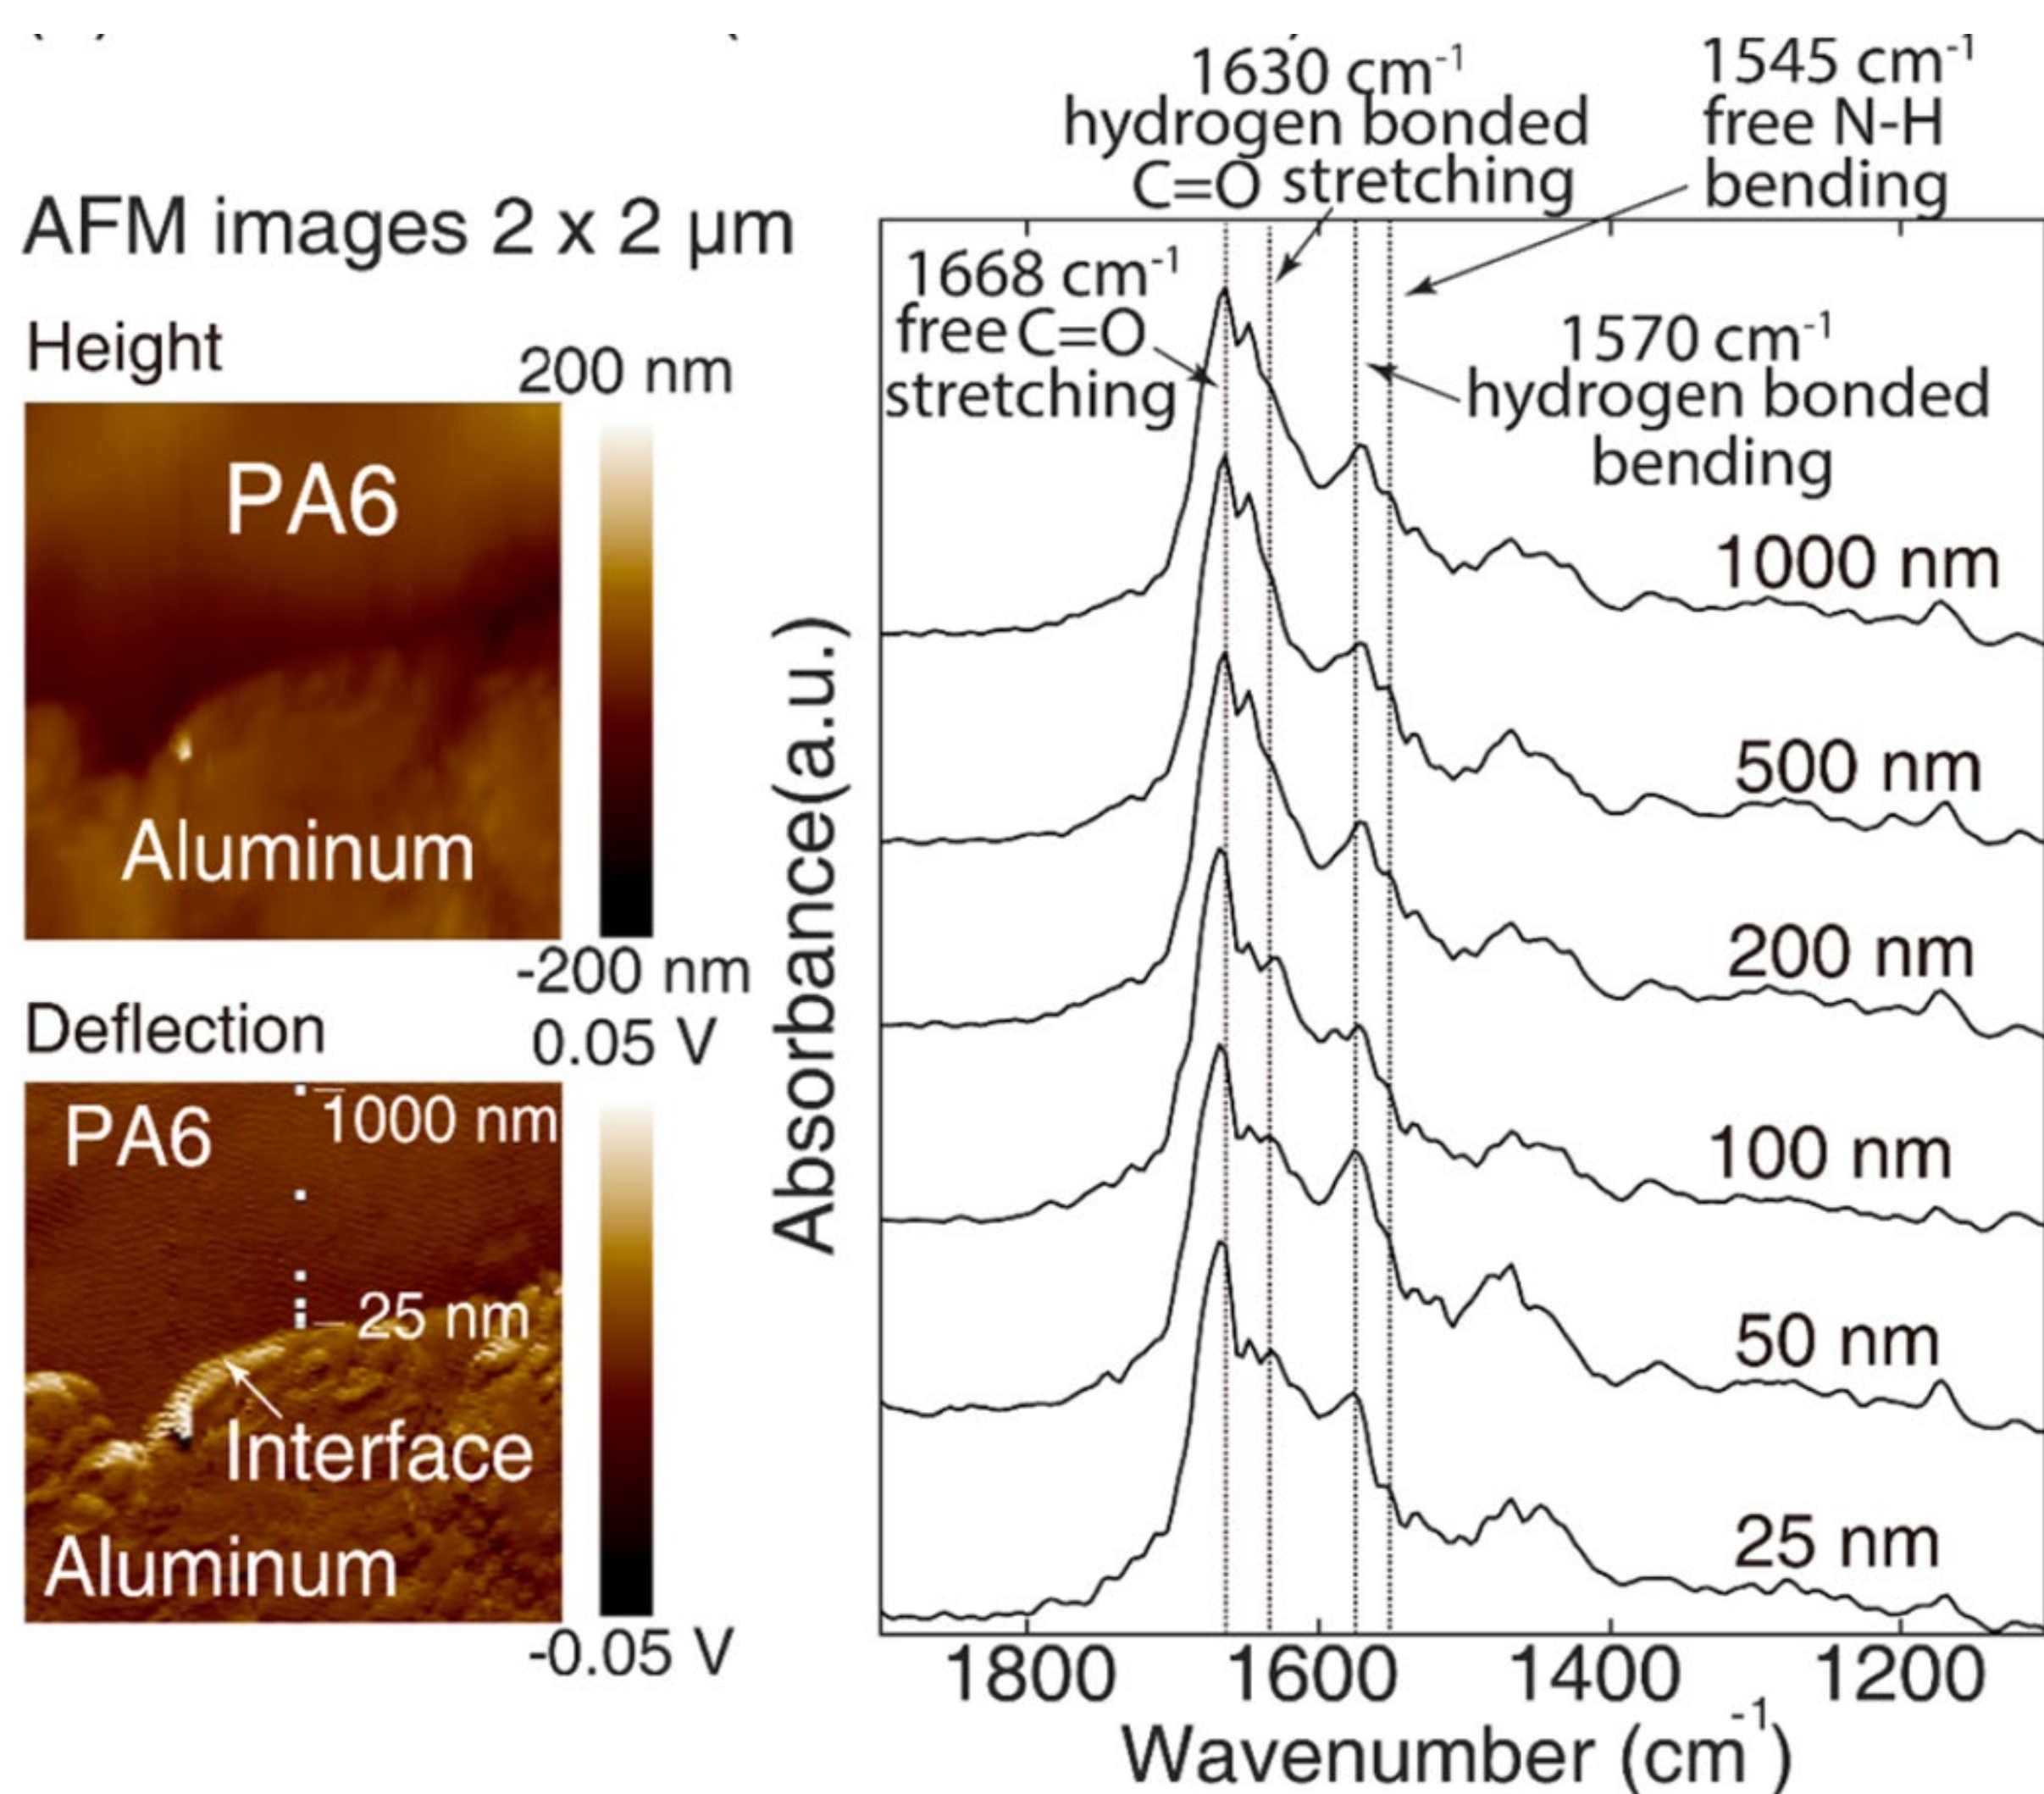 AFM images 2 x 2 μm
Height
200 nm
PA6
Aluminum
-200 nm
Deflection
0.05 V
PA6
1000 nm
25 nm
Interface
Aluminum
-0.05 V
1630 cm⁻¹
hydrogen bonded
C=O stretching
1545 cm⁻¹
free N-H
bending
1668 cm⁻¹
free C=O
stretching
1570 cm⁻¹
hydrogen bonded
bending
1000 nm
500 nm
200 nm
100 nm
50 nm
25 nm
Absorbance(a.u.)
1800 1600 1400 1200
Wavenumber (cm⁻¹)